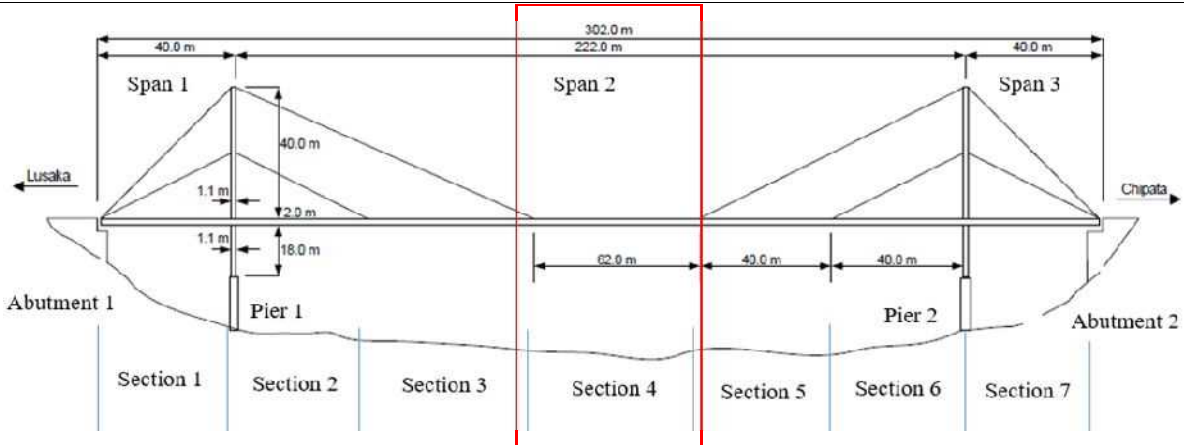 302.0 m
40.0 m
222.0 m
40.0 m
Span 1
Span 2
Span 3
40.0 m
Lusaka
Chipata
1.1 m
2.0 m
1.1 m
18.0 m
62.0 m
40.0 m
40.0 m
Abutment 1
Pier 1
Pier 2
Abutment 2
Section 1
Section 2
Section 3
Section 4
Section 5
Section 6
Section 7